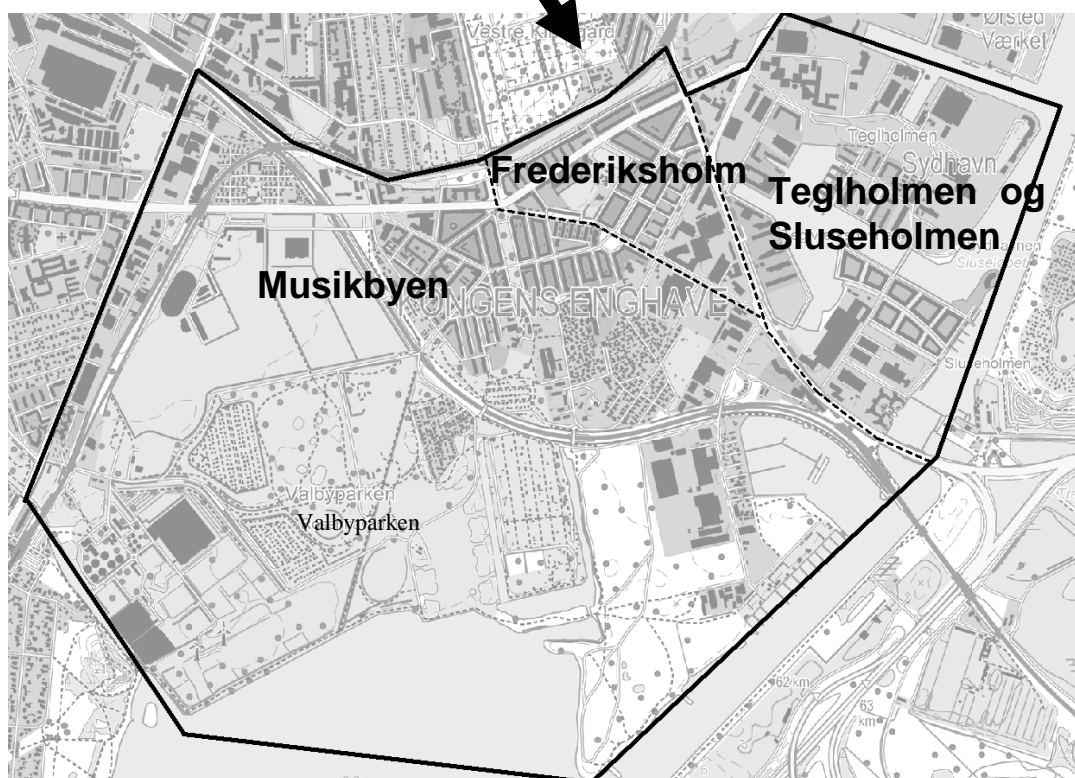 Vestre Kirkegård
Ørsted
Værket
Teglholmen
Sydhavn
Frederiksholm
Teglholmen og
Sluseholmen
Musikbyen
KONGENS ENGHAVE
Sluseholmen
Valbyparken
Valbyparken
62 km
63
km